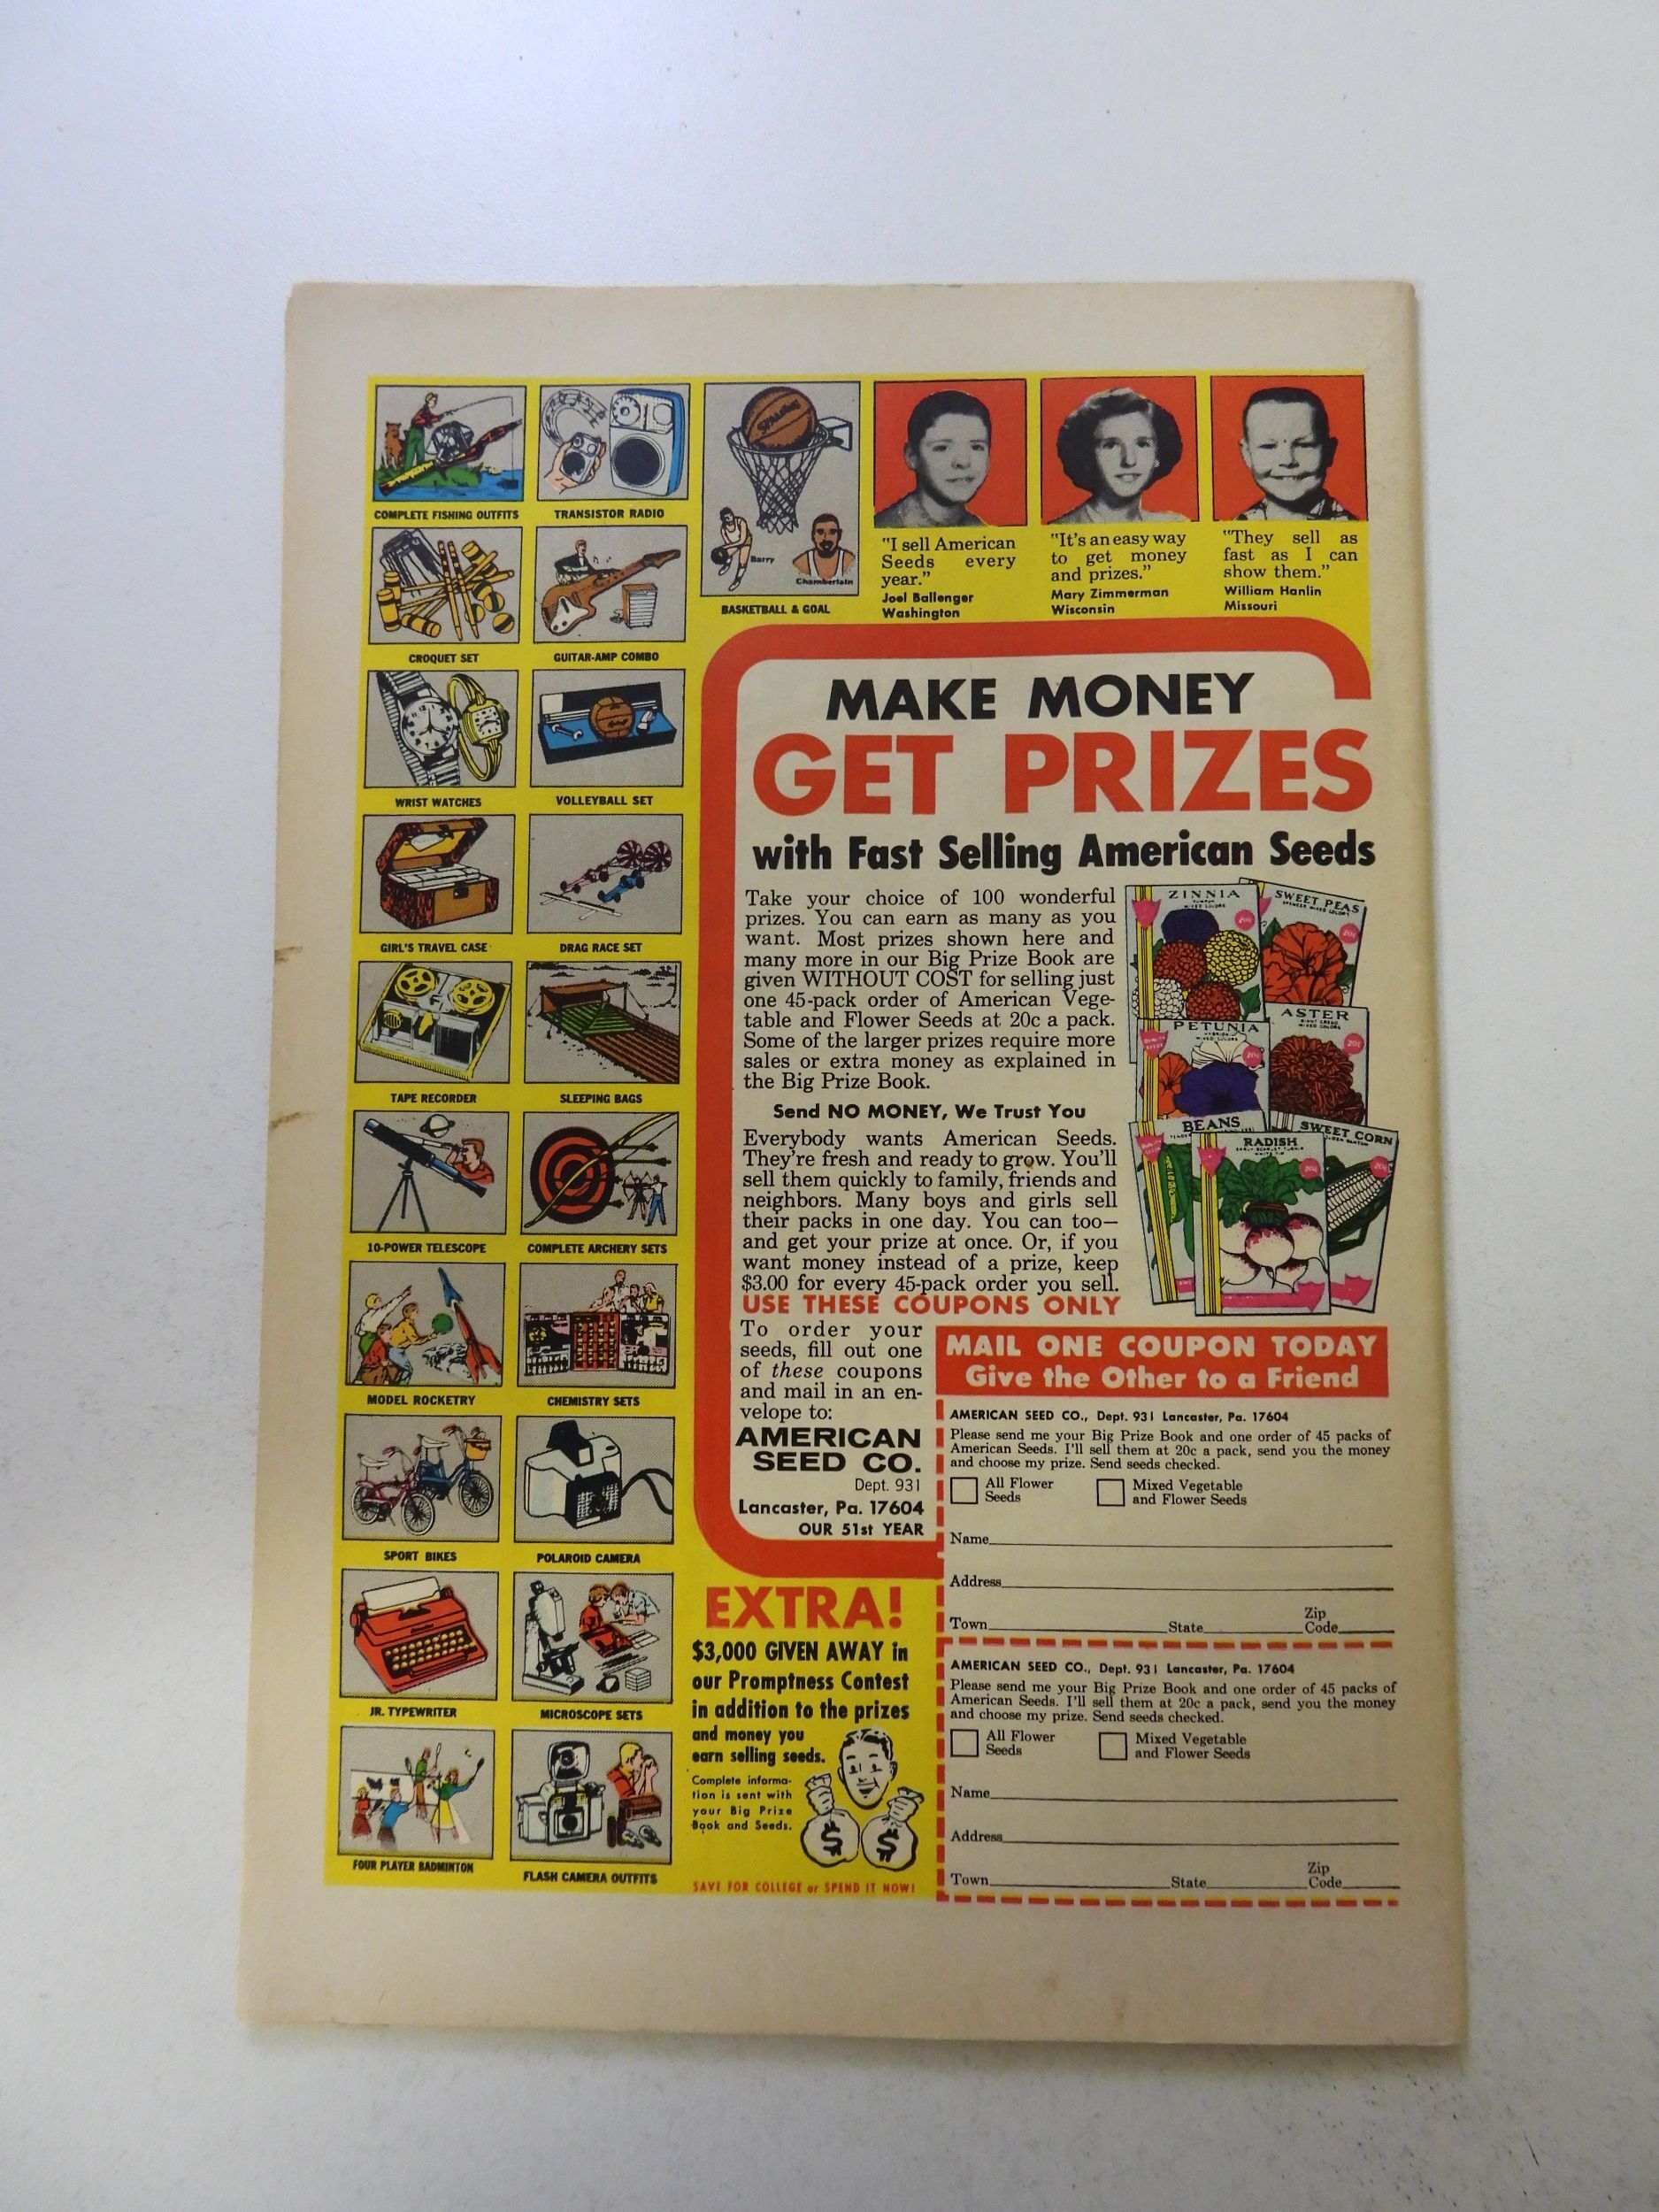 COMPLETE FISHING OUTFITS
TRANSISTOR RADIO
SPALDING
Barry
Chamberlain
BASKETBALL & GOAL
CROQUET SET
GUITAR-AMP COMBO
WRIST WATCHES
VOLLEYBALL SET
GIRL'S TRAVEL CASE
DRAG RACE SET
TAPE RECORDER
SLEEPING BAGS
10-POWER TELESCOPE
COMPLETE ARCHERY SETS
MODEL ROCKETRY
CHEMISTRY SETS
SPORT BIKES
POLAROID CAMERA
JR. TYPEWRITER
MICROSCOPE SETS
FOUR PLAYER BADMINTON
FLASH CAMERA OUTFITS
"I sell American
Seeds every
year."
Joel Ballenger
Washington
"It's an easy way
to get money
and prizes."
Mary Zimmerman
Wisconsin
"They sell as
fast as I can
show them."
William Hanlin
Missouri
MAKE MONEY
GET PRIZES
with Fast Selling American Seeds
Take your choice of 100 wonderful
prizes. You can earn as many as you
want. Most prizes shown here and
many more in our Big Prize Book are
given WITHOUT COST for selling just
one 45-pack order of American Vege-
table and Flower Seeds at 20c a pack.
Some of the larger prizes require more
sales or extra money as explained in
the Big Prize Book.
Send NO MONEY, We Trust You
Everybody wants American Seeds.
They're fresh and ready to grow. You'll
sell them quickly to family, friends and
neighbors. Many boys and girls sell
their packs in one day. You can too—
and get your prize at once. Or, if you
want money instead of a prize, keep
$3.00 for every 45-pack order you sell.
USE THESE COUPONS ONLY
To order your
seeds, fill out one
of these coupons
and mail in an en-
velope to:
AMERICAN
SEED CO.
Dept. 931
Lancaster, Pa. 17604
OUR 51st YEAR
ZINNIA
MIXED COLORS
20¢
SWEET PEAS
MIXED COLORS
20¢
PETUNIA
MIXED COLORS
20¢
ASTER
MIXED COLORS
20¢
BEANS
RADISH
20¢
SWEET CORN
20¢
MAIL ONE COUPON TODAY
Give the Other to a Friend
AMERICAN SEED CO., Dept. 931 Lancaster, Pa. 17604
Please send me your Big Prize Book and one order of 45 packs of
American Seeds. I'll sell them at 20c a pack, send you the money
and choose my prize. Send seeds checked.
All Flower
Seeds
Mixed Vegetable
and Flower Seeds
Name
Address
Town State Zip
Code
AMERICAN SEED CO., Dept. 931 Lancaster, Pa. 17604
Please send me your Big Prize Book and one order of 45 packs of
American Seeds. I'll sell them at 20c a pack, send you the money
and choose my prize. Send seeds checked.
All Flower
Seeds
Mixed Vegetable
and Flower Seeds
Name
Address
Town State Zip
Code
EXTRA!
$3,000 GIVEN AWAY in
our Promptness Contest
in addition to the prizes
and money you
earn selling seeds.
Complete informa-
tion is sent with
your Big Prize
Book and Seeds.
$ $
SAVE FOR COLLEGE or SPEND IT NOW!